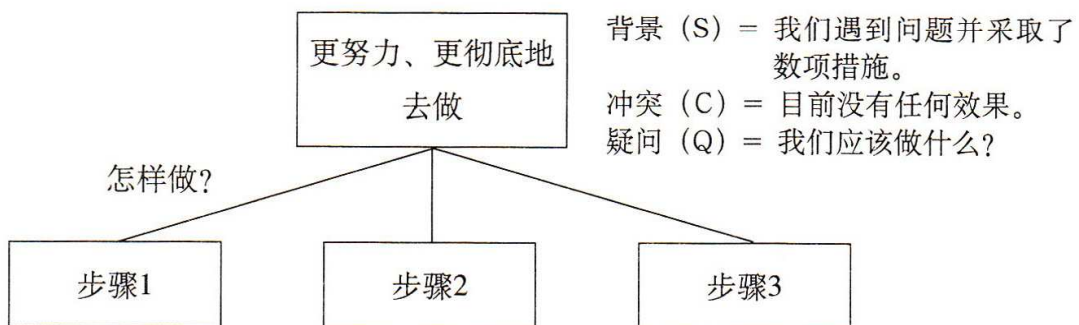 更努力、更彻底地
去做
背景（S）= 我们遇到问题并采取了
数项措施。
冲突（C）= 目前没有任何效果。
疑问（Q）= 我们应该做什么?
怎样做?
步骤1
步骤2
步骤3